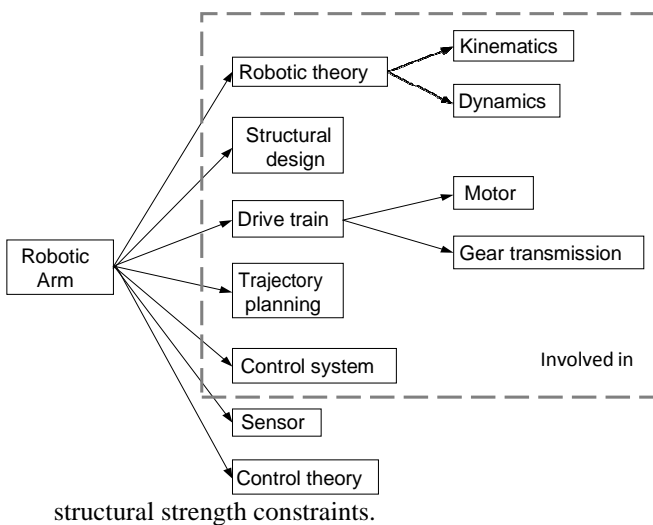 Kinematics
Robotic theory
Dynamics
Structural
design
Motor
Drive train
Robotic
Arm
Gear transmission
Trajectory
planning
Control system
Involved in
Sensor
Control theory
structural strength constraints.